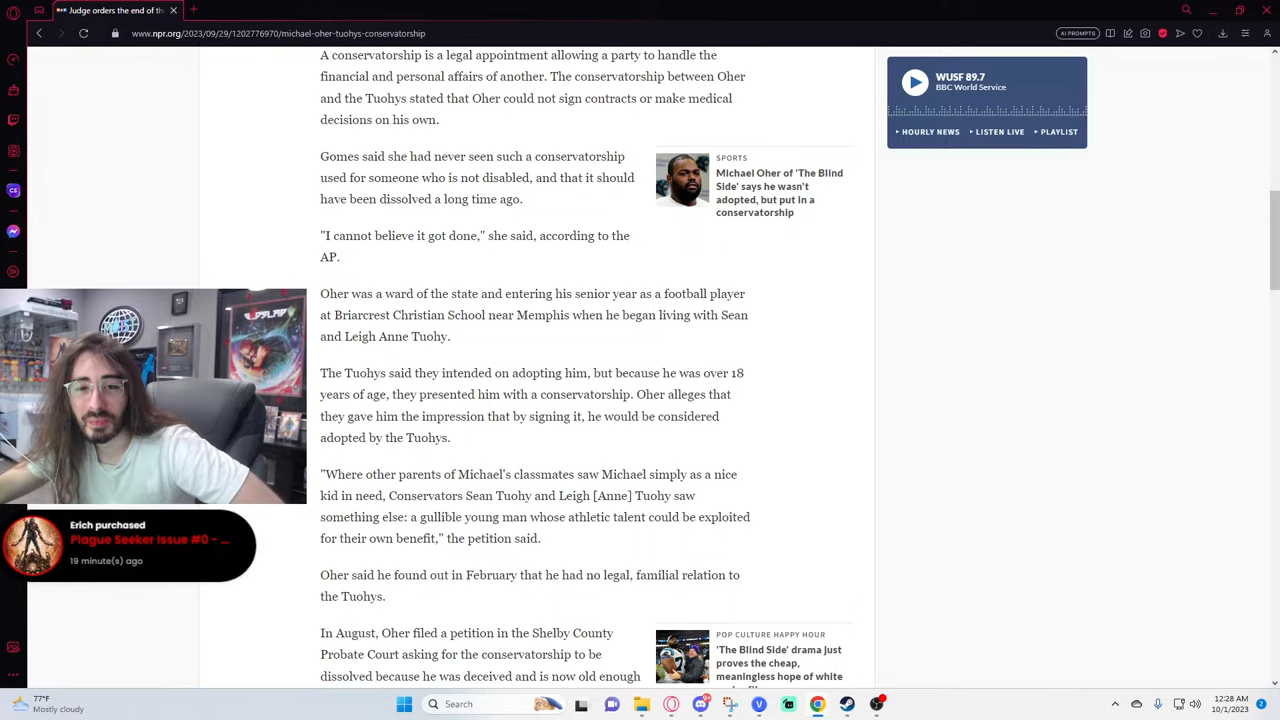 Judge orders the end of the
www.npr.org/2023/09/29/1202776970/michael-oher-tuohys-conservatorship
AI PROMPTS
A conservatorship is a legal appointment allowing a party to handle the
financial and personal affairs of another. The conservatorship between Oher
and the Tuohys stated that Oher could not sign contracts or make medical
decisions on his own.
Gomes said she had never seen such a conservatorship
used for someone who is not disabled, and that it should
have been dissolved a long time ago.
"I cannot believe it got done," she said, according to the
AP.
SPORTS
Michael Oher of 'The Blind
Side' says he wasn't
adopted, but put in a
conservatorship
WUSF 89.7
BBC World Service
HOURLY NEWS
LISTEN LIVE
PLAYLIST
Oher was a ward of the state and entering his senior year as a football player
at Briarcrest Christian School near Memphis when he began living with Sean
and Leigh Anne Tuohy.
The Tuohys said they intended on adopting him, but because he was over 18
years of age, they presented him with a conservatorship. Oher alleges that
they gave him the impression that by signing it, he would be considered
adopted by the Tuohys.
"Where other parents of Michael's classmates saw Michael simply as a nice
kid in need, Conservators Sean Tuohy and Leigh [Anne] Tuohy saw
something else: a gullible young man whose athletic talent could be exploited
for their own benefit," the petition said.
Oher said he found out in February that he had no legal, familial relation to
the Tuohys.
In August, Oher filed a petition in the Shelby County
Probate Court asking for the conservatorship to be
dissolved because he was deceived and is now old enough
POP CULTURE HAPPY HOUR
'The Blind Side' drama just
proves the cheap,
meaningless hope of white
Erich purchased
Plague Seeker Issue #0 - ...
19 minute(s) ago
77°F
Mostly cloudy
Search
12:28 AM
10/1/2023